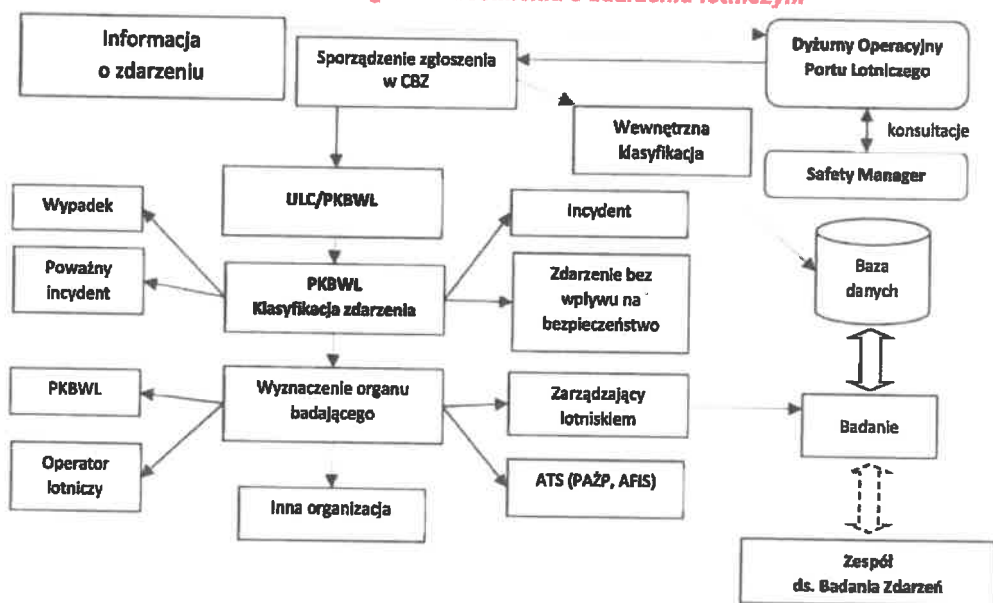 o zdarzeniu lotniczym
Informacja
o zdarzeniu
Sporządzenie zgłoszenia
w CBZ
Dyżurny Operacyjny
Portu Lotniczego
Wewnętrzna
klasyfikacja
konsultacje
Safety Manager
Wypadek
ULC/PKBWL
Incydent
Poważny
incydent
PKBWL
Klasyfikacja zdarzenia
Zdarzenie bez
wpływu na
bezpieczeństwo
Baza
danych
PKBWL
Wyznaczenie organu
badającego
Zarządzający
lotniskiem
Badanie
Operator
lotniczy
Inna organizacja
ATS (PAŻP, AFIS)
Zespół
ds. Badania Zdarzeń